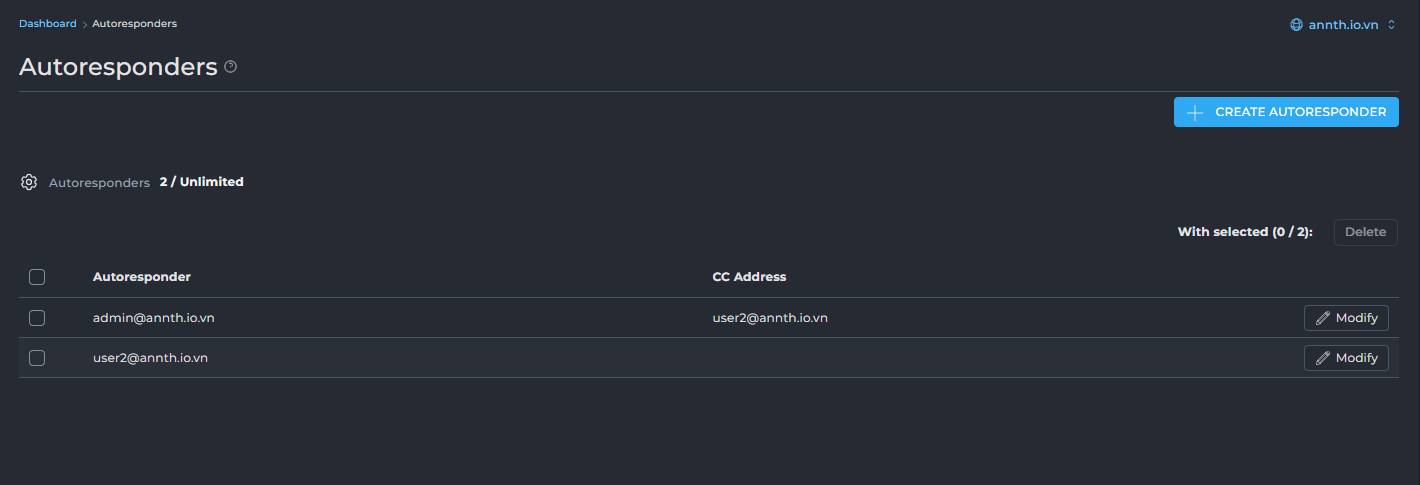 Dashboard > Autoresponders
annth.io.vn
Autoresponders
CREATE AUTORESPONDER
Autoresponders 2 / Unlimited
With selected (0 / 2): Delete
Autoresponder CC Address
admin@annth.io.vn user2@annth.io.vn Modify
user2@annth.io.vn Modify